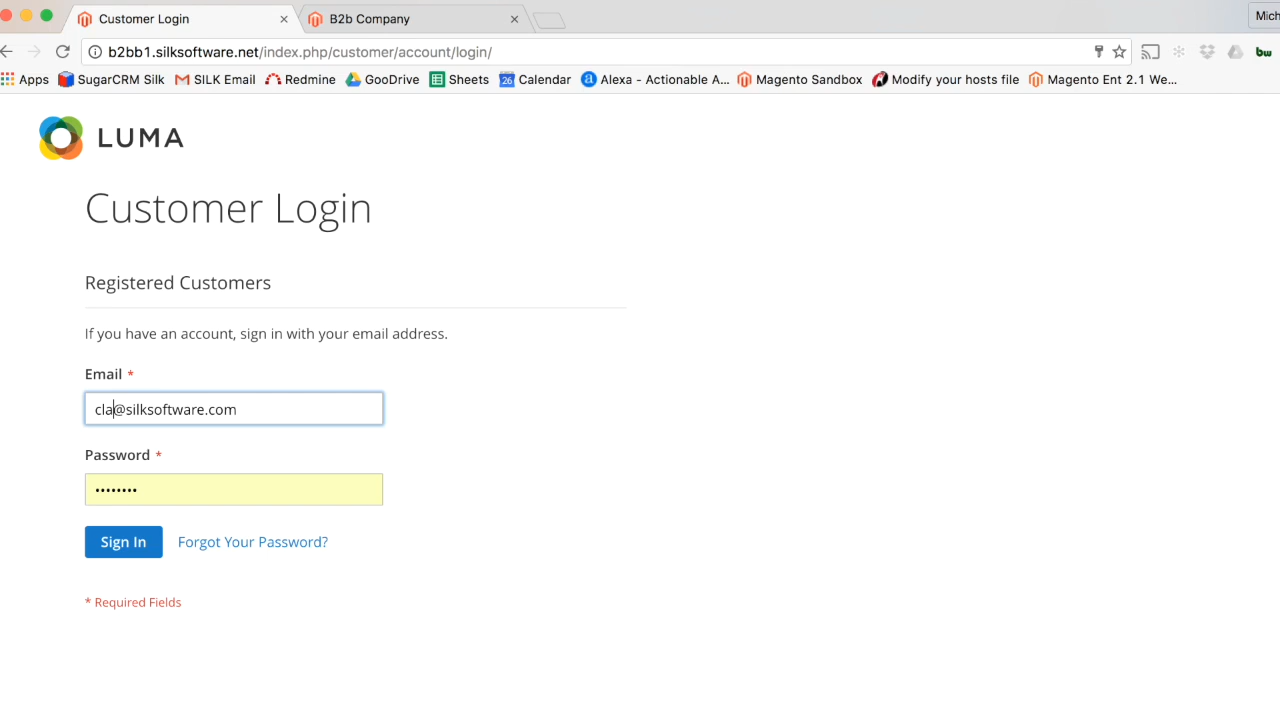 Customer Login
B2b Company
Mich
b2bb1.silksoftware.net/index.php/customer/account/login/
Apps SugarCRM Silk SILK Email Redmine GooDrive Sheets 26 Calendar a Alexa - Actionable A... Magento Sandbox Modify your hosts file Magento Ent 2.1 We...
bw
LUMA
Customer Login
Registered Customers
If you have an account, sign in with your email address.
Email *
cla@silksoftware.com
Password *
••••••••
Sign In Forgot Your Password?
* Required Fields